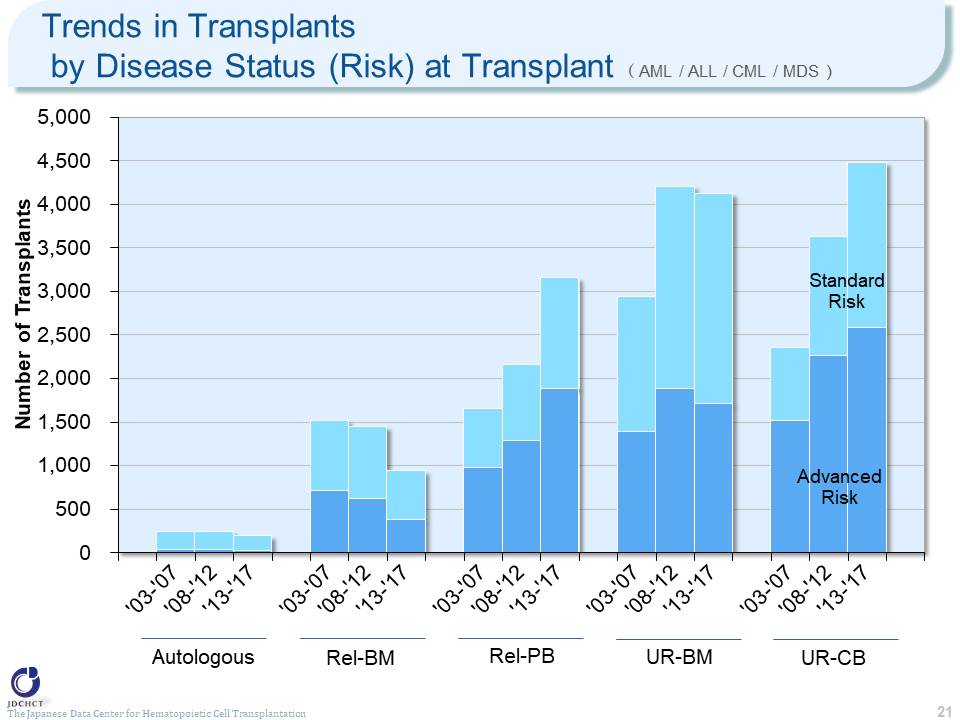 Trends in Transplants
by Disease Status (Risk) at Transplant ( AML / ALL / CML / MDS )
Number of Transplants
5,000
4,500
4,000
3,500
3,000
2,500
2,000
1,500
1,000
500
0
Standard
Risk
Advanced
Risk
'03-'07
'08-'12
'13-'17
'03-'07
'08-'12
'13-'17
'03-'07
'08-'12
'13-'17
'03-'07
'08-'12
'13-'17
'03-'07
'08-'12
'13-'17
Autologous
Rel-BM
Rel-PB
UR-BM
UR-CB
JDCHCT
The Japanese Data Center for Hematopoietic Cell Transplantation
21